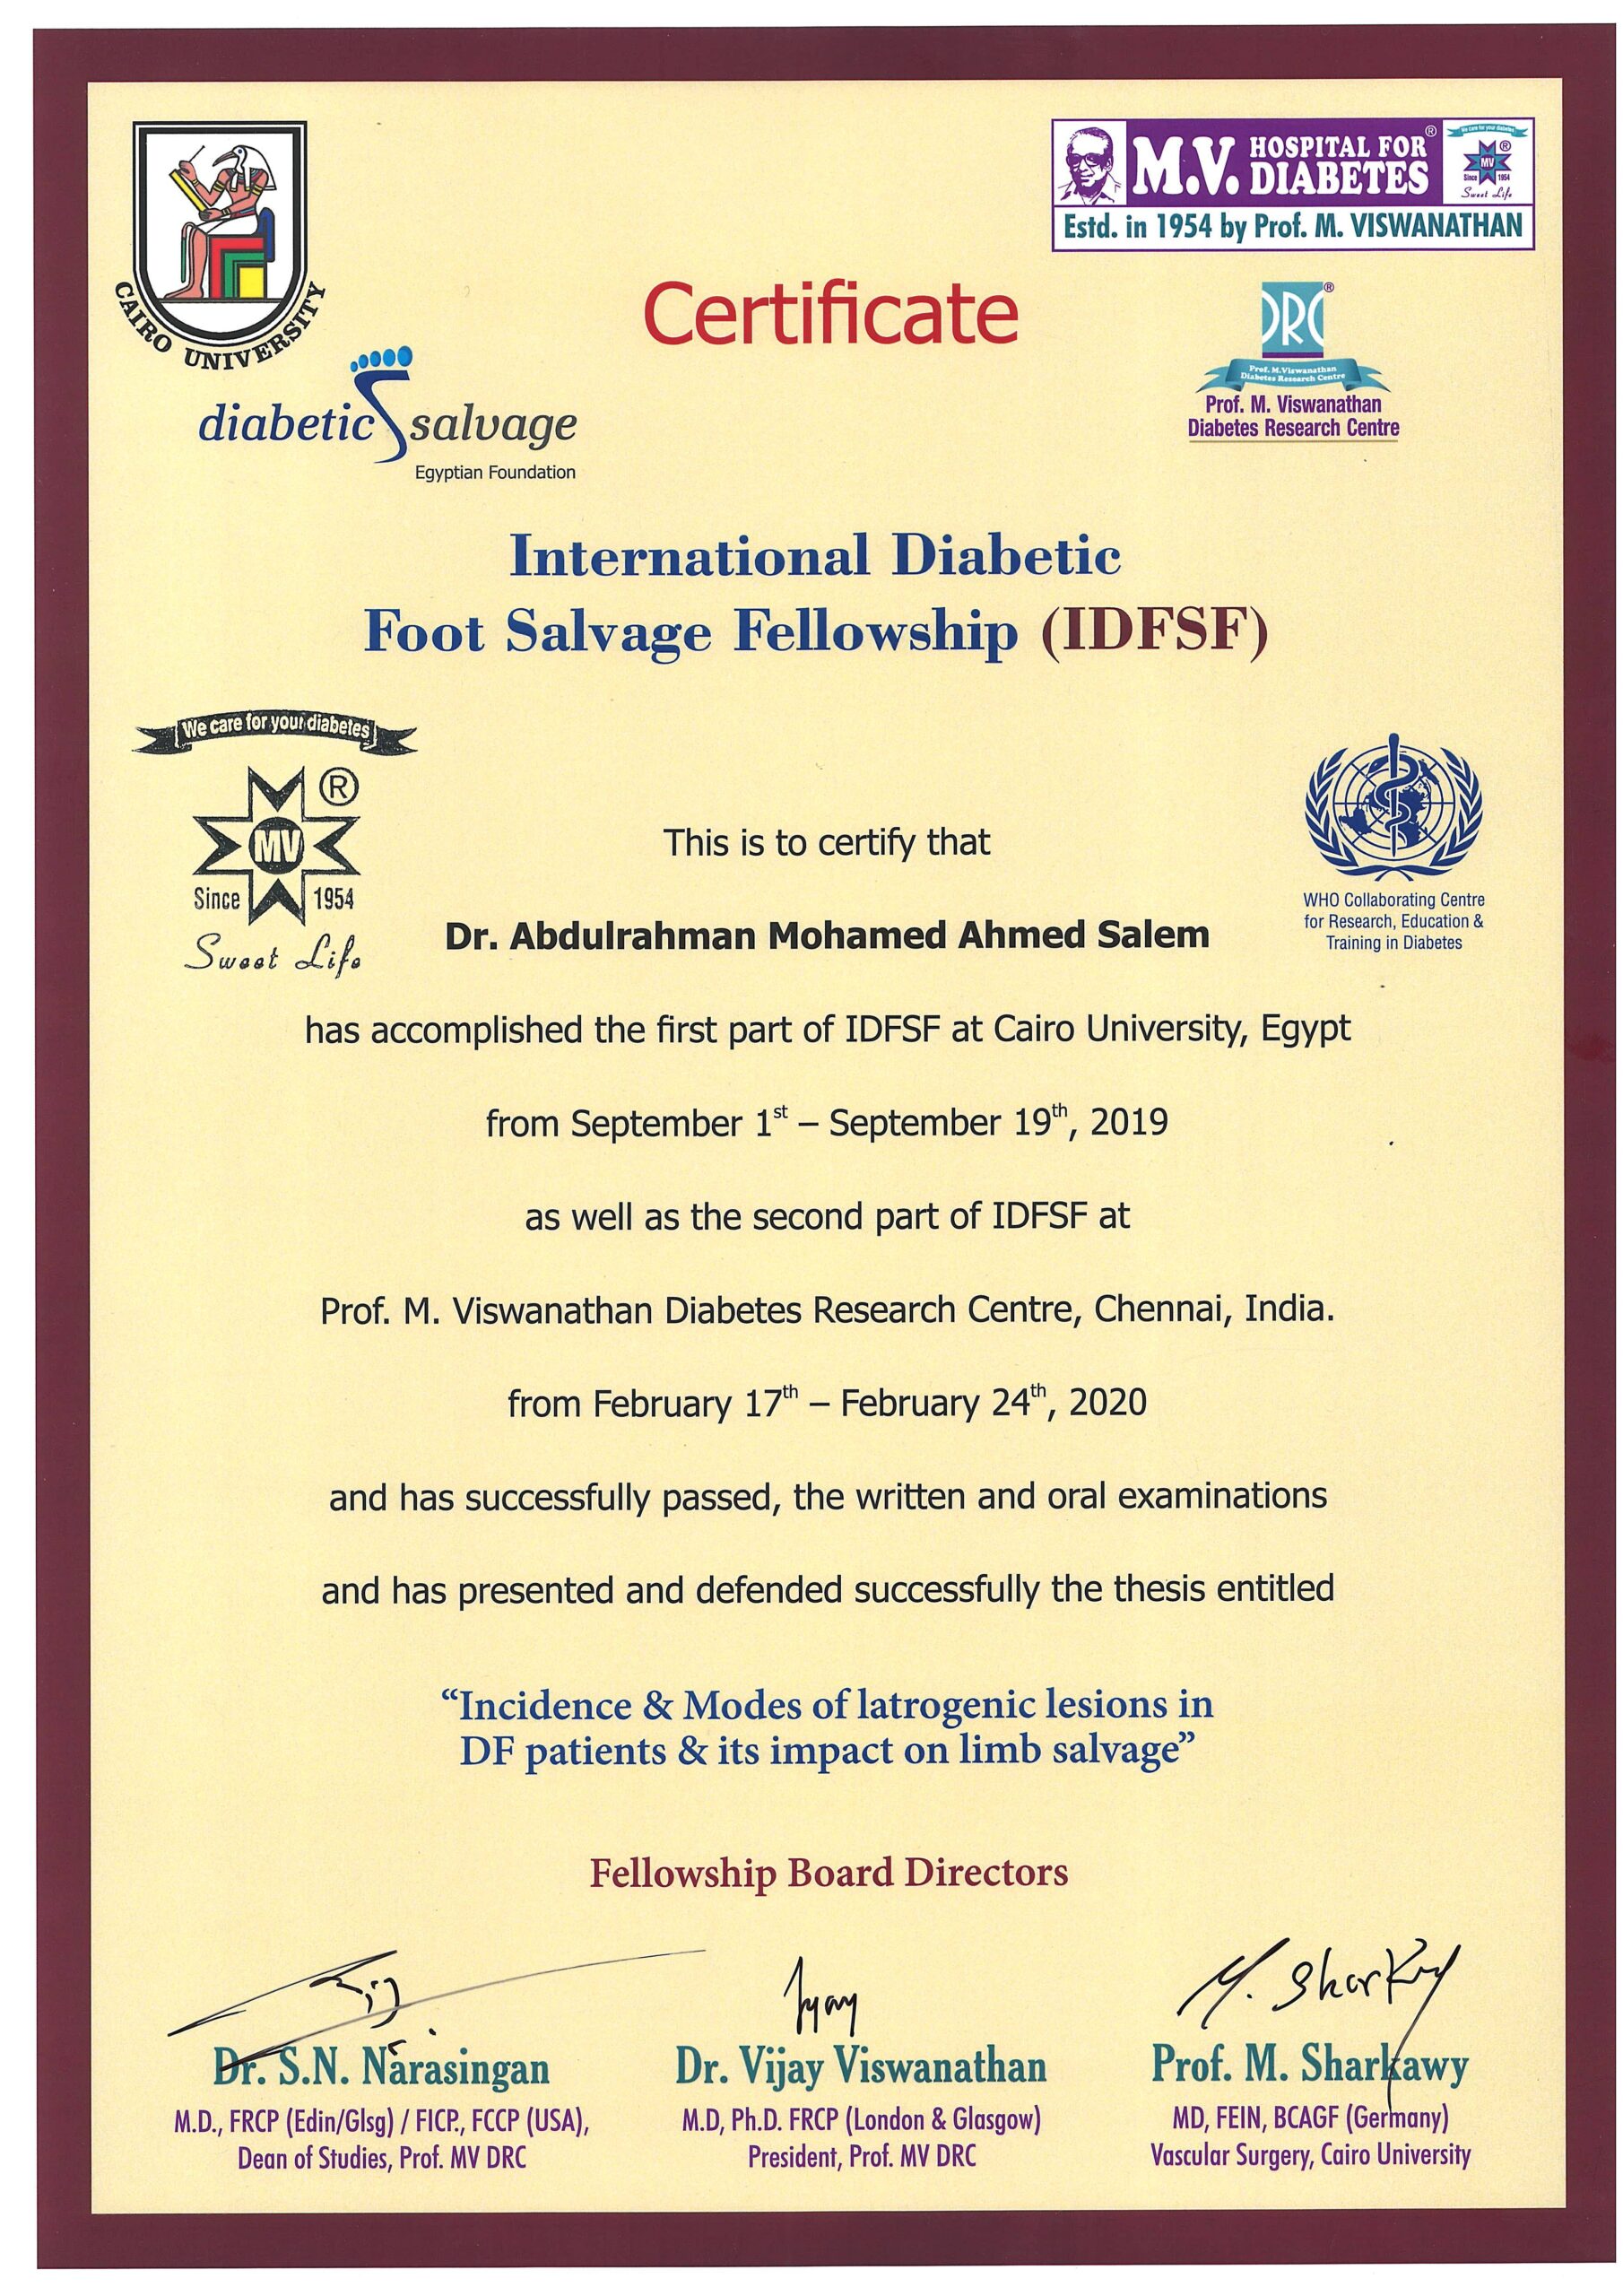 CAIRO UNIVERSITY
M.V. HOSPITAL FOR DIABETES®
We care for your diabetes
MV ®
Since 1954
Sweet Life
Estd. in 1954 by Prof. M. VISWANATHAN
Certificate
DRC®
Prof. M.Viswanathan
Diabetes Research Centre
Prof. M. Viswanathan
Diabetes Research Centre
diabetic salvage
Egyptian Foundation
International Diabetic
Foot Salvage Fellowship (IDFSF)
We care for your diabetes
®
MV
Since 1954
Sweet Life
WHO Collaborating Centre
for Research, Education &
Training in Diabetes
This is to certify that
Dr. Abdulrahman Mohamed Ahmed Salem
has accomplished the first part of IDFSF at Cairo University, Egypt
from September 1st – September 19th, 2019
as well as the second part of IDFSF at
Prof. M. Viswanathan Diabetes Research Centre, Chennai, India.
from February 17th – February 24th, 2020
and has successfully passed, the written and oral examinations
and has presented and defended successfully the thesis entitled
“Incidence & Modes of Iatrogenic lesions in
DF patients & its impact on limb salvage”
Fellowship Board Directors
M. Sharkawy
Dr. S.N. Narasingan
M.D., FRCP (Edin/Glsg) / FICP., FCCP (USA),
Dean of Studies, Prof. MV DRC
Dr. Vijay Viswanathan
M.D, Ph.D. FRCP (London & Glasgow)
President, Prof. MV DRC
Prof. M. Sharkawy
MD, FEIN, BCAGF (Germany)
Vascular Surgery, Cairo University